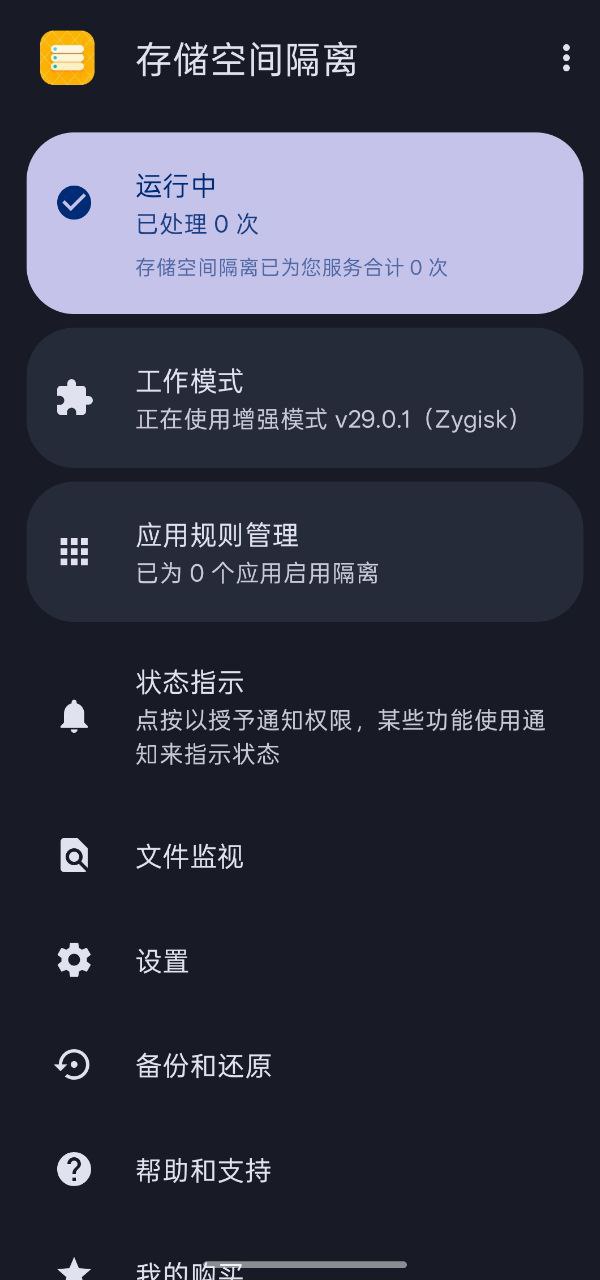 存储空间隔离
运行中
已处理 0 次
存储空间隔离已为您服务合计 0 次
工作模式
正在使用增强模式 v29.0.1（Zygisk）
应用规则管理
已为 0 个应用启用隔离
状态指示
点按以授予通知权限，某些功能使用通
知来指示状态
文件监视
设置
备份和还原
帮助和支持
我的购买